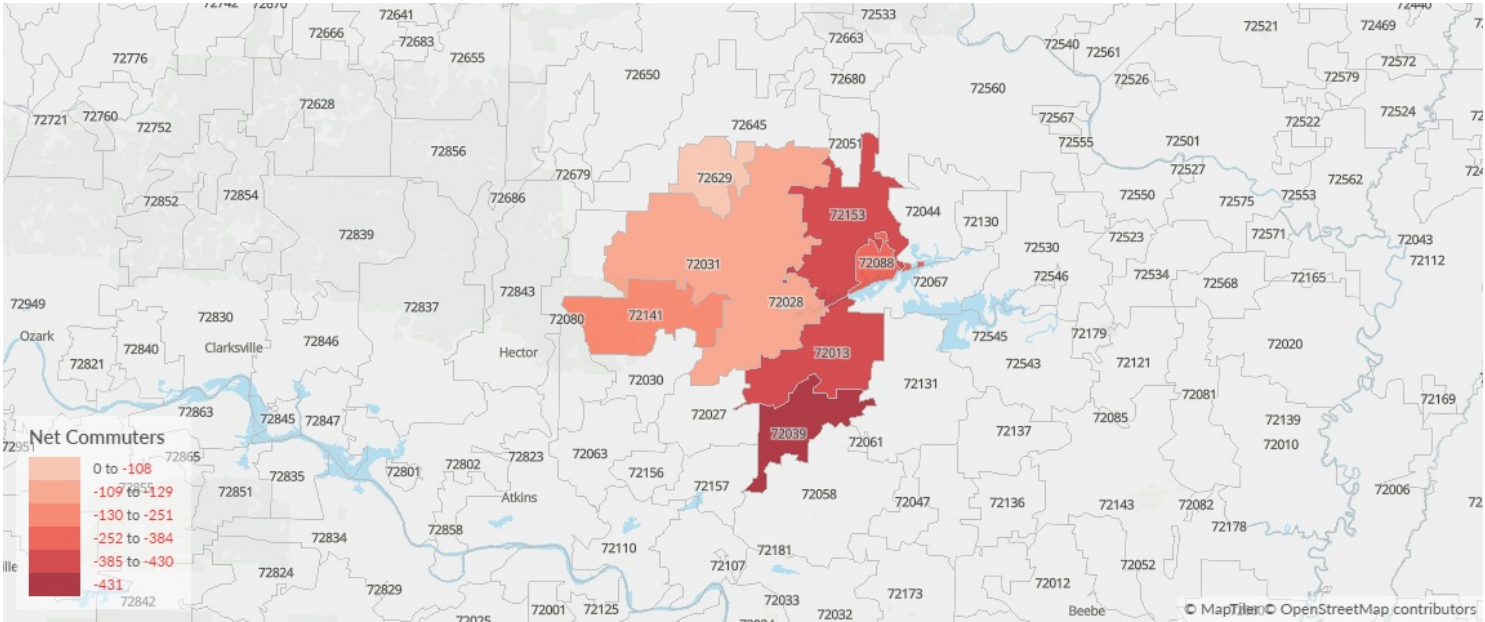 72742 72670 72641 72533 72440
72666 72683 72663 72521 72469
72776 72655 72540 72561 72572
72650 72680 72526 72579
72628 72560 72524
72721 72760 72752 72645 72567 72522
72856 72051 72555 72501
72679 72629 72527 72562
72852 72854 72686 72153 72044 72130 72550 72575 72553
72839 72530 72523 72571 72043
72031 72088 72067 72546 72534 72568 72165 72112
72949 72837 72843 72141 72028
Ozark 72830 72080 72545 72179
72821 72840 Clarksville 72846 Hector 72013 72543 72121 72020
72030 72131 72081 72169
72863 72845 72847 72027 72085 72139
Net Commuters 72039 72061 72137 72010
72865 72835 72801 72802 72823 72063 72156
0 to -108
72855 72851 Atkins 72157 72058 72047 72136 72143 72082 72006
-109 to -129
-130 to -251
72834 72858 72110 72181 72178
-252 to -384
-385 to -430
72824 72829 72107 72052
-431
72842 72001 72125 72033 72032 72173 72012 Beebe
72025
© MapTiler © OpenStreetMap contributors